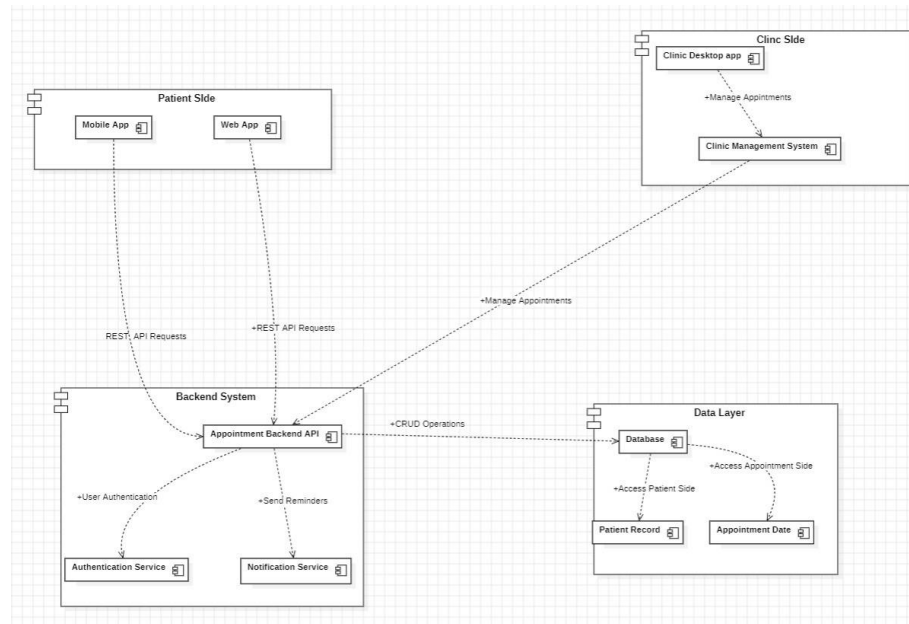 Clinc SIde
Clinic Desktop app
+Manage Appintments
Clinic Management System
Patient SIde
Mobile App
Web App
+Manage Appointments
REST API Requests
+REST API Requests
Backend System
Appointment Backend API
+CRUD Operations
+User Authentication
+Send Reminders
Authentication Service
Notification Service
Data Layer
Database
+Access Appointment Side
+Access Patient Side
Patient Record
Appointment Date